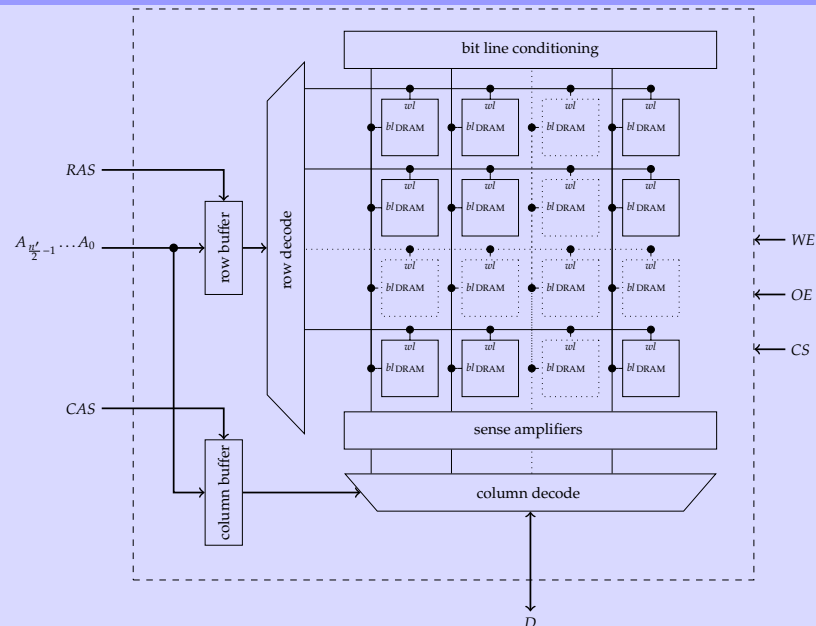 bit line conditioning
wl wl wl wl
bl DRAM bl DRAM bl DRAM bl DRAM
RAS
wl wl wl wl
bl DRAM bl DRAM bl DRAM bl DRAM
row buffer
row decode
A n'/2 −1 …A0
WE
wl wl wl wl
bl DRAM bl DRAM bl DRAM bl DRAM
OE
wl wl wl wl
CS
bl DRAM bl DRAM bl DRAM bl DRAM
CAS
sense amplifiers
column buffer
column decode
D